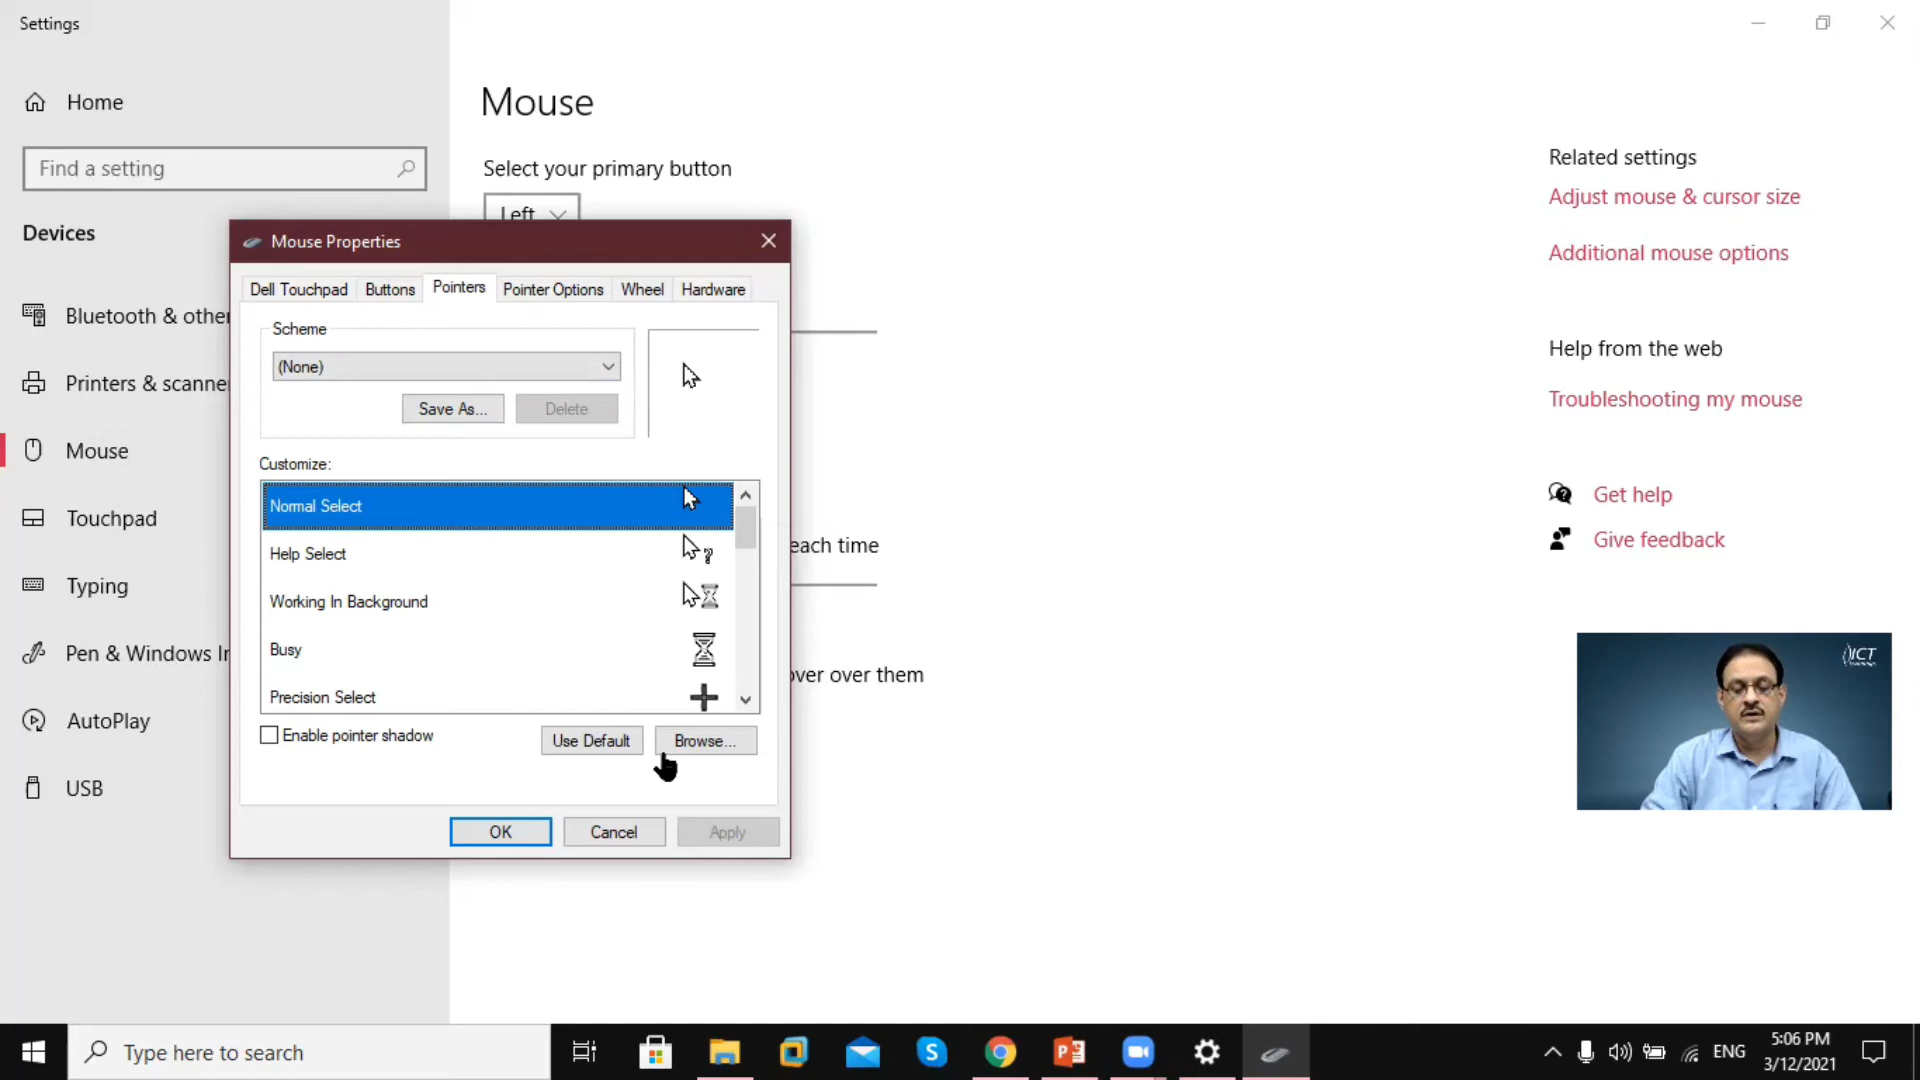 Settings
Home
Find a setting
Devices
Bluetooth & other
Printers & scanne
Mouse
Touchpad
Typing
Pen & Windows In
AutoPlay
USB
Mouse
Select your primary button
Left
each time
over over them
Mouse Properties
Dell Touchpad Buttons Pointers Pointer Options Wheel Hardware
Scheme
(None)
Save As... Delete
Customize:
Normal Select
Help Select
Working In Background
Busy
Precision Select
Enable pointer shadow Use Default Browse...
OK Cancel Apply
Related settings
Adjust mouse & cursor size
Additional mouse options
Help from the web
Troubleshooting my mouse
Get help
Give feedback
ICT
Type here to search
ENG
5:06 PM
3/12/2021